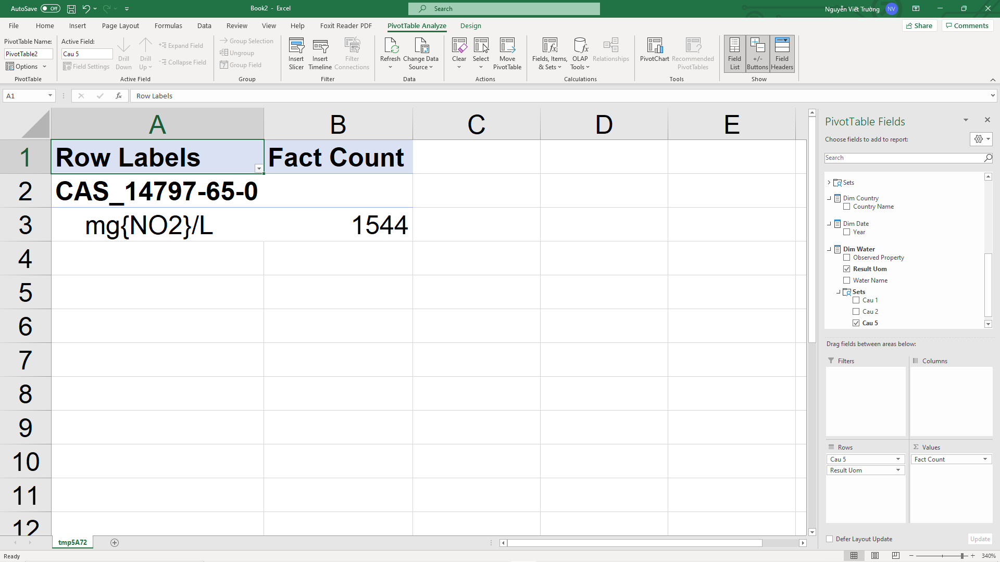 AutoSave Off Book2 - Excel Search Nguyễn Viết Trường NV
File Home Insert Page Layout Formulas Data Review View Help Foxit Reader PDF PivotTable Analyze Design Share Comments
PivotTable Name:
PivotTable2
Options
PivotTable
Active Field:
Cau 5
Field Settings
Drill Down
Drill Up
Expand Field
Collapse Field
Active Field
Group Selection
Ungroup
7 Group Field
Group
Insert Slicer
Insert Timeline
Filter Connections
Filter
Refresh
Change Data Source
Data
Clear
Select
Move PivotTable
Actions
Fields, Items, & Sets
OLAP Tools
Relationships
Calculations
PivotChart
Recommended PivotTables
Tools
Field List
+/- Buttons
Field Headers
Show
A1 fx Row Labels
A B C D E
1 Row Labels Fact Count
2 CAS_14797-65-0
3 mg{NO2}/L 1544
4
5
6
7
8
9
10
11
12
PivotTable Fields
Choose fields to add to report:
Search
Sets
Dim Country
Country Name
Dim Date
Year
Dim Water
Observed Property
Result Uom
Water Name
Sets
Cau 1
Cau 2
Cau 5
Drag fields between areas below:
Filters
Columns
Rows
Cau 5
Result Uom
Σ Values
Fact Count
Defer Layout Update Update
tmp5A72
Ready 340%